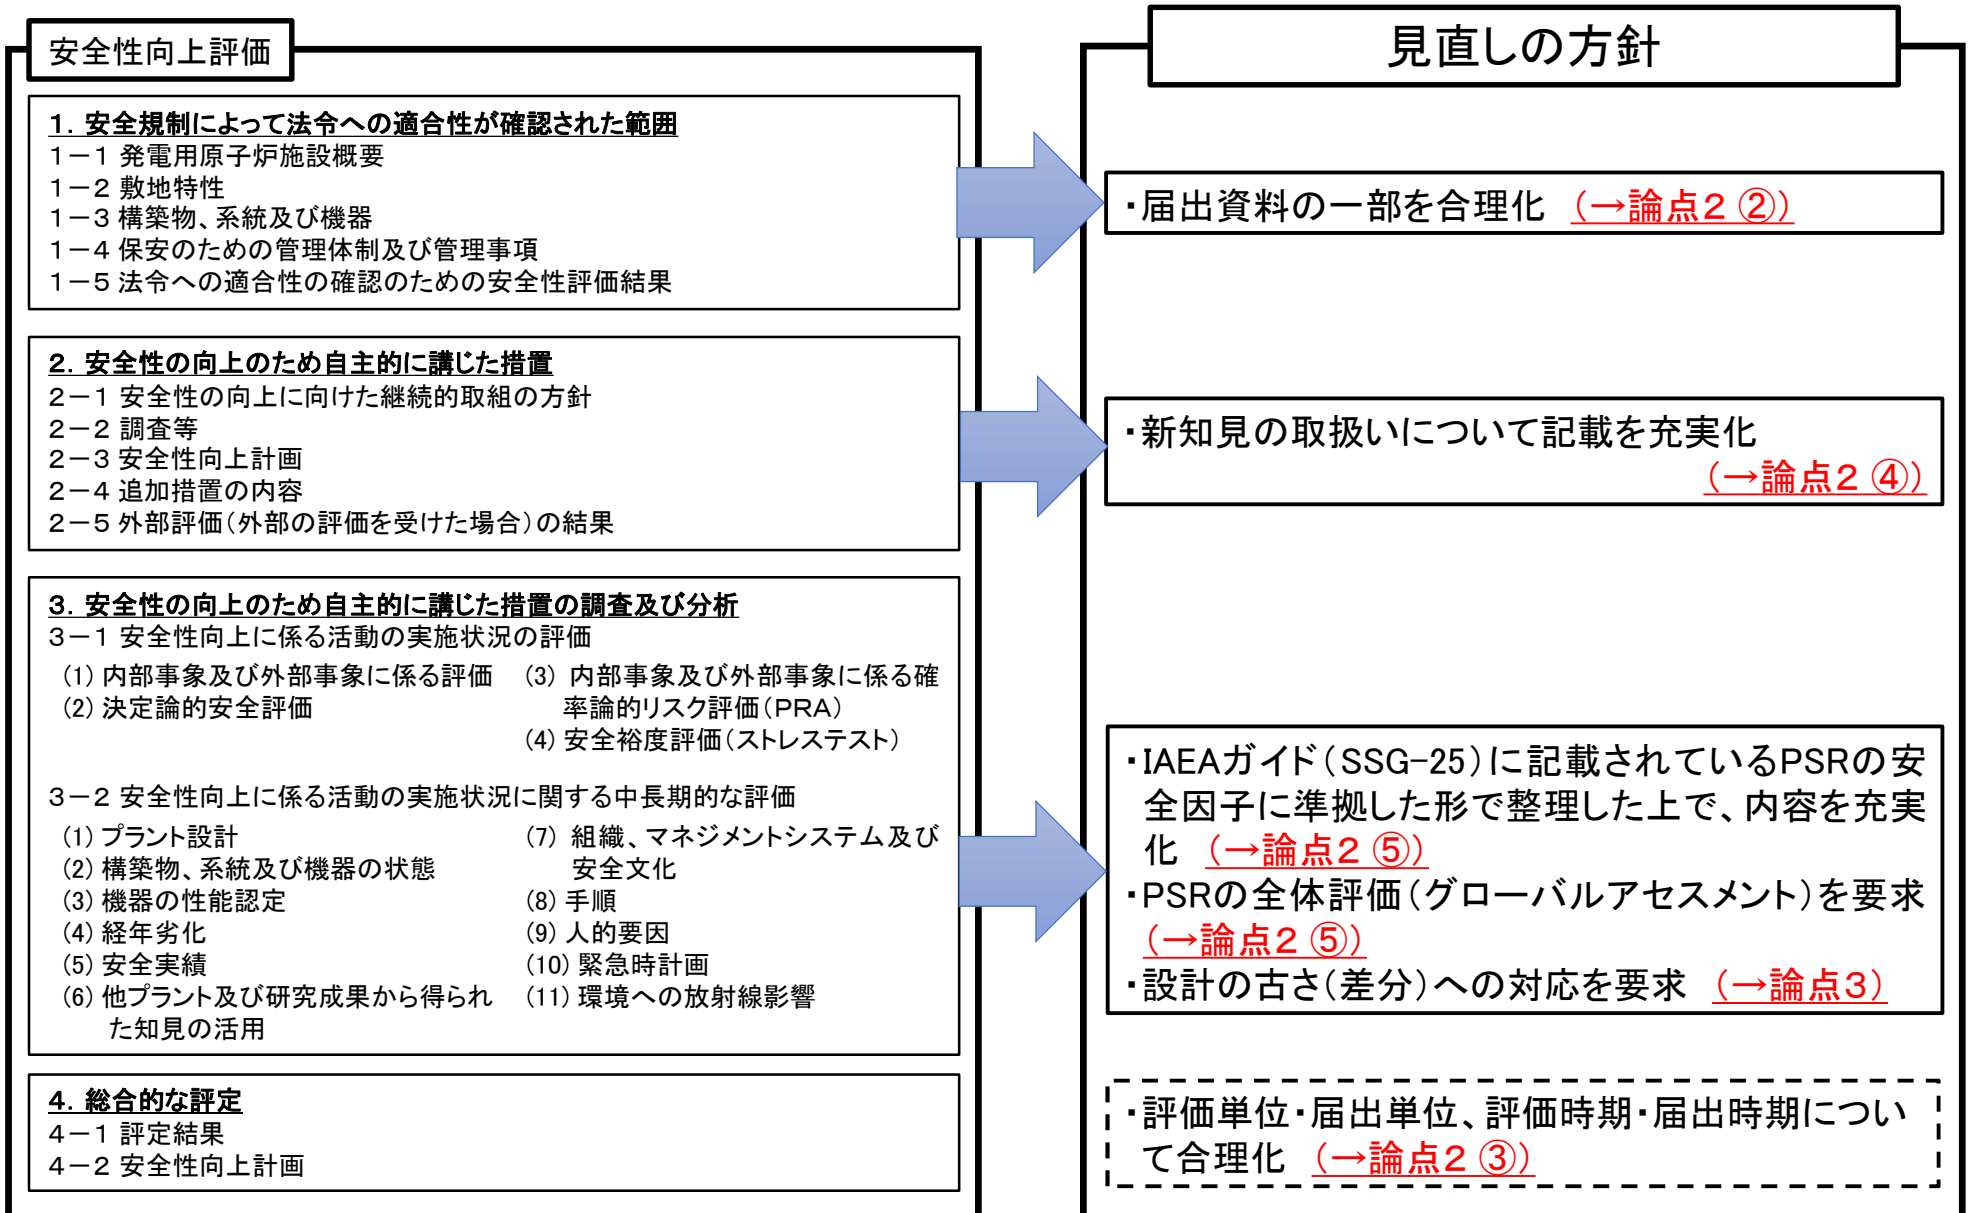 安全性向上評価
1．安全規制によって法令への適合性が確認された範囲
1－1 発電用原子炉施設概要
1－2 敷地特性
1－3 構築物、系統及び機器
1－4 保安のための管理体制及び管理事項
1－5 法令への適合性の確認のための安全性評価結果
2．安全性の向上のため自主的に講じた措置
2－1 安全性の向上に向けた継続的取組の方針
2－2 調査等
2－3 安全性向上計画
2－4 追加措置の内容
2－5 外部評価（外部の評価を受けた場合）の結果
3．安全性の向上のため自主的に講じた措置の調査及び分析
3－1 安全性向上に係る活動の実施状況の評価
(1) 内部事象及び外部事象に係る評価
(2) 決定論的安全評価
(3) 内部事象及び外部事象に係る確
率論的リスク評価（PRA）
(4) 安全裕度評価（ストレステスト）
3－2 安全性向上に係る活動の実施状況に関する中長期的な評価
(1) プラント設計
(2) 構築物、系統及び機器の状態
(3) 機器の性能認定
(4) 経年劣化
(5) 安全実績
(6) 他プラント及び研究成果から得られ
た知見の活用
(7) 組織、マネジメントシステム及び
安全文化
(8) 手順
(9) 人的要因
(10) 緊急時計画
(11) 環境への放射線影響
4．総合的な評定
4－1 評定結果
4－2 安全性向上計画
見直しの方針
・届出資料の一部を合理化 （→論点2 ②）
・新知見の取扱いについて記載を充実化
（→論点2 ④）
・IAEAガイド（SSG-25）に記載されているPSRの安
全因子に準拠した形で整理した上で、内容を充実
化 （→論点2 ⑤）
・PSRの全体評価（グローバルアセスメント）を要求
（→論点2 ⑤）
・設計の古さ（差分）への対応を要求 （→論点3）
・評価単位・届出単位、評価時期・届出時期につい
て合理化 （→論点2 ③）